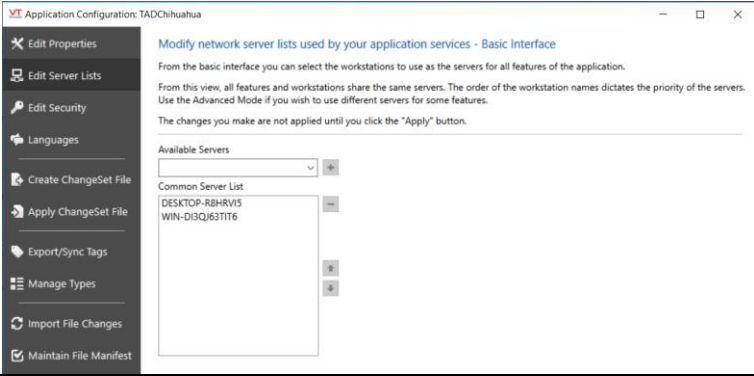 VT Application Configuration: TADChihuahua
Edit Properties
Edit Server Lists
Edit Security
Languages
Create ChangeSet File
Apply ChangeSet File
Export/Sync Tags
Manage Types
Import File Changes
Maintain File Manifest
Modify network server lists used by your application services - Basic Interface
From the basic interface you can select the workstations to use as the servers for all features of the application.
From this view, all features and workstations share the same servers. The order of the workstation names dictates the priority of the servers.
Use the Advanced Mode if you wish to use different servers for some features.
The changes you make are not applied until you click the "Apply" button.
Available Servers
Common Server List
DESKTOP-R8HRVI5
WIN-DI3QJ63TIT6